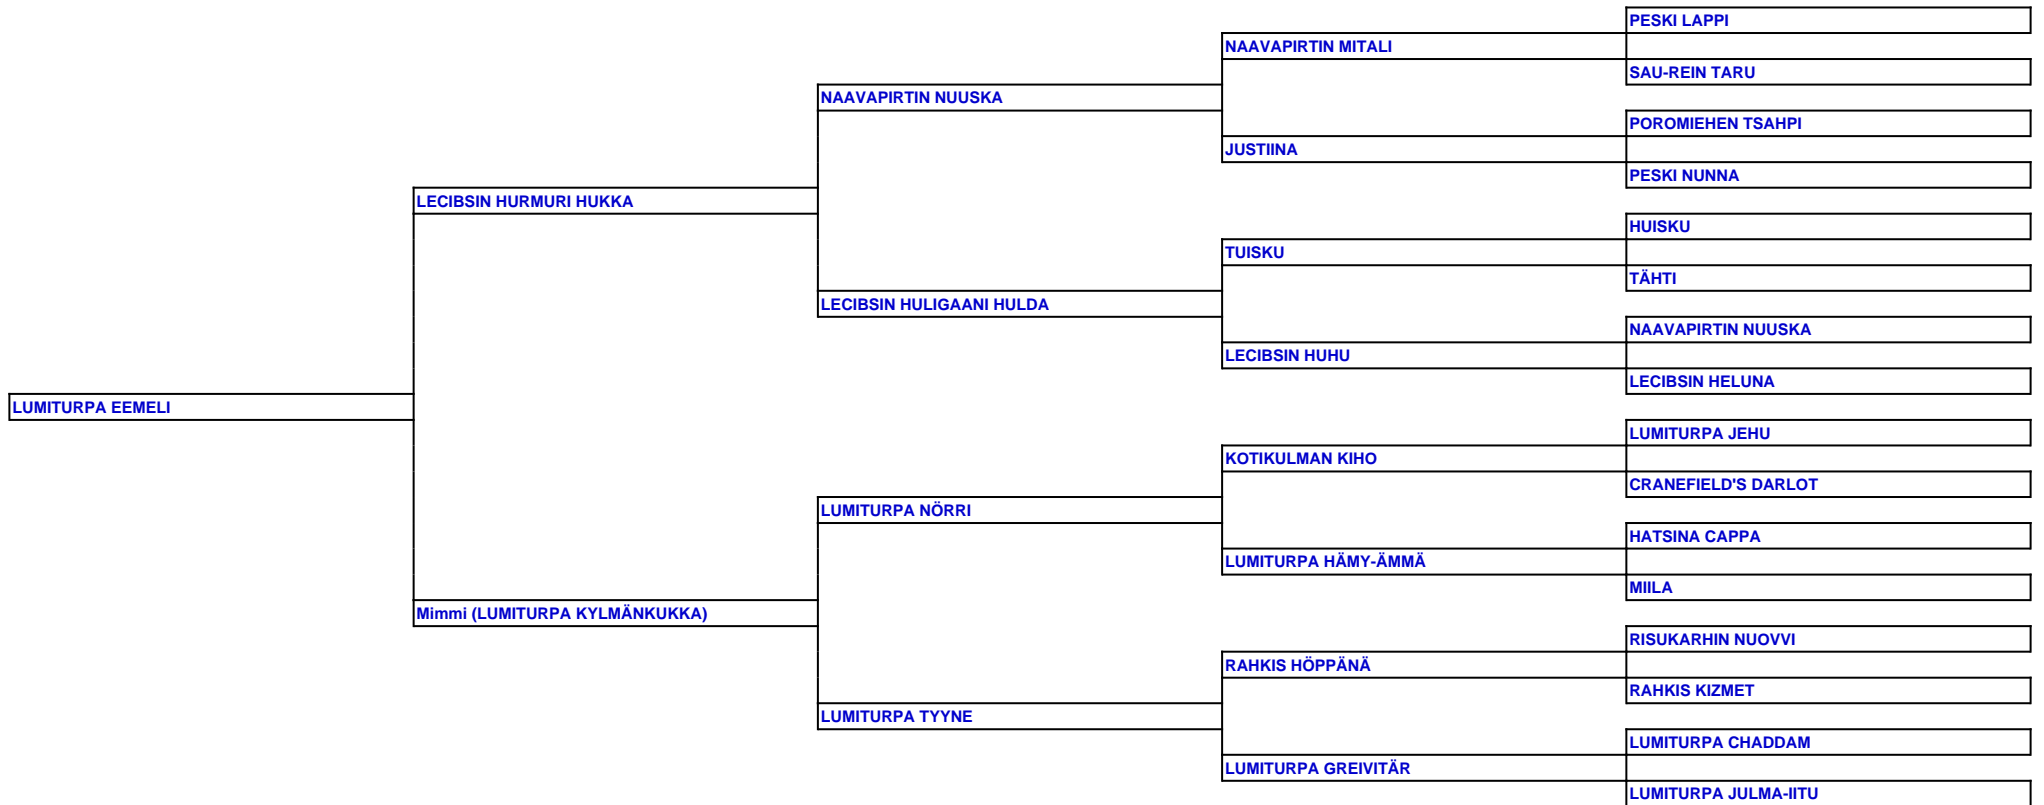 PESKI LAPPI
NAAVAPIRTIN MITALI
SAU-REIN TARU
NAAVAPIRTIN NUUSKA
POROMIEHEN TSAHPI
JUSTIINA
PESKI NUNNA
LECIBSIN HURMURI HUKKA
HUISKU
TUISKU
TÄHTI
LECIBSIN HULIGAANI HULDA
NAAVAPIRTIN NUUSKA
LECIBSIN HUHU
LECIBSIN HELUNA
LUMITURPA EEMELI
LUMITURPA JEHU
KOTIKULMAN KIHO
CRANEFIELD'S DARLOT
LUMITURPA NÖRRI
HATSINA CAPPA
LUMITURPA HÄMY-ÄMMÄ
MIILA
Mimmi (LUMITURPA KYLMÄNKUKKA)
RISUKARHIN NUOVVI
RAHKIS HÖPPÄNÄ
RAHKIS KIZMET
LUMITURPA TYYNE
LUMITURPA CHADDAM
LUMITURPA GREIVITÄR
LUMITURPA JULMA-IITU